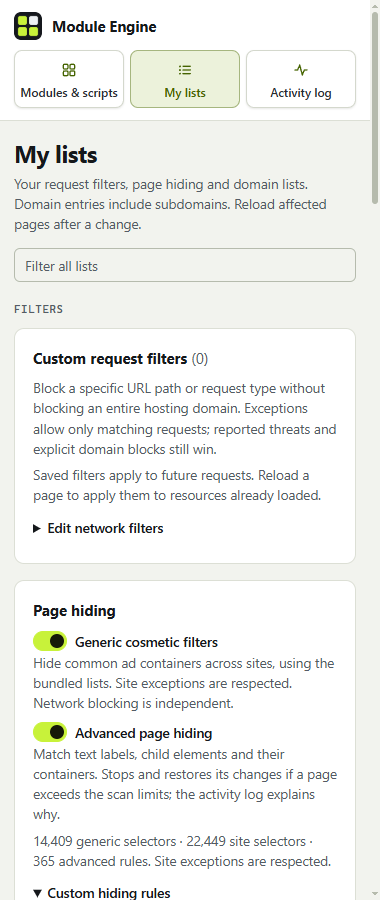 Module Engine
Modules & scripts
My lists
Activity log
My lists
Your request filters, page hiding and domain lists.
Domain entries include subdomains. Reload affected
pages after a change.
Filter all lists
FILTERS
Custom request filters (0)
Block a specific URL path or request type without
blocking an entire hosting domain. Exceptions
allow only matching requests; reported threats and
explicit domain blocks still win.
Saved filters apply to future requests. Reload a
page to apply them to resources already loaded.
Edit network filters
Page hiding
Generic cosmetic filters
Hide common ad containers across sites, using the
bundled lists. Site exceptions are respected.
Network blocking is independent.
Advanced page hiding
Match text labels, child elements and their
containers. Stops and restores its changes if a page
exceeds the scan limits; the activity log explains
why.
14,409 generic selectors · 22,449 site selectors ·
365 advanced rules. Site exceptions are respected.
Custom hiding rules